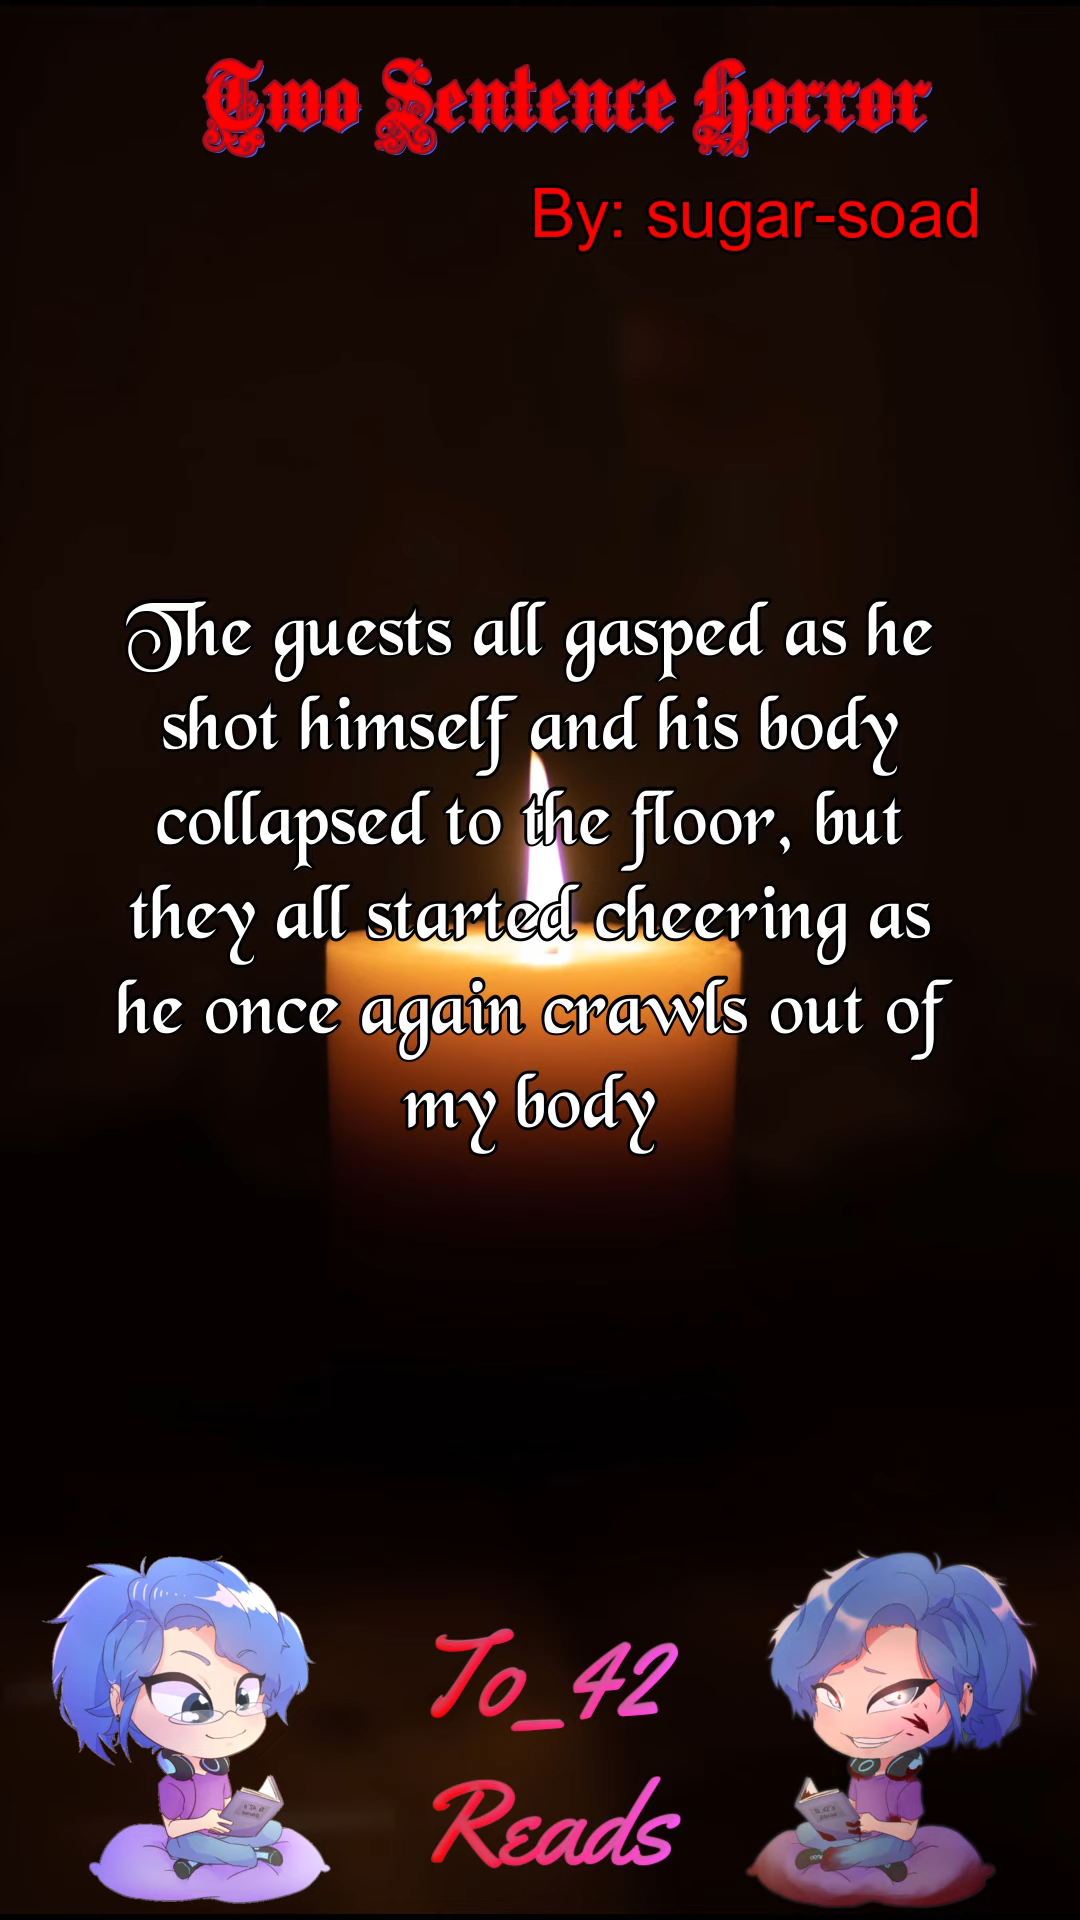 Two Sentence Horror
By: sugar-soad
The guests all gasped as he
shot himself and his body
collapsed to the floor, but
they all started cheering as
he once again crawls out of
my body
To_42
Reads